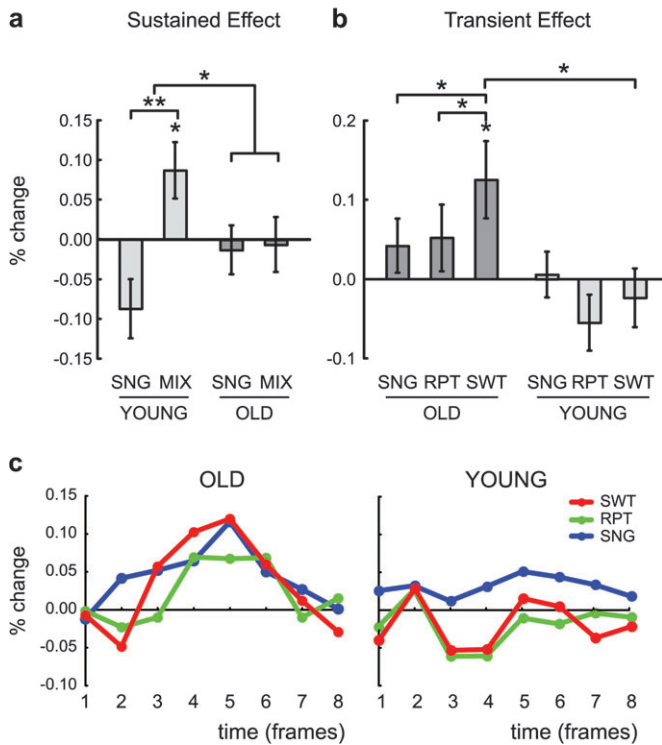 a Sustained Effect
b Transient Effect
*
** *
0.15
0.10
0.05
0.00
-0.05
-0.10
-0.15
% change
SNG MIX SNG MIX
YOUNG OLD
*
* *
*
0.2
0.1
0.0
-0.1
SNG RPT SWT SNG RPT SWT
OLD YOUNG
c OLD YOUNG
0.15
0.10
0.05
0.00
-0.05
-0.10
% change
SWT
RPT
SNG
1 2 3 4 5 6 7 8
1 2 3 4 5 6 7 8
time (frames) time (frames)